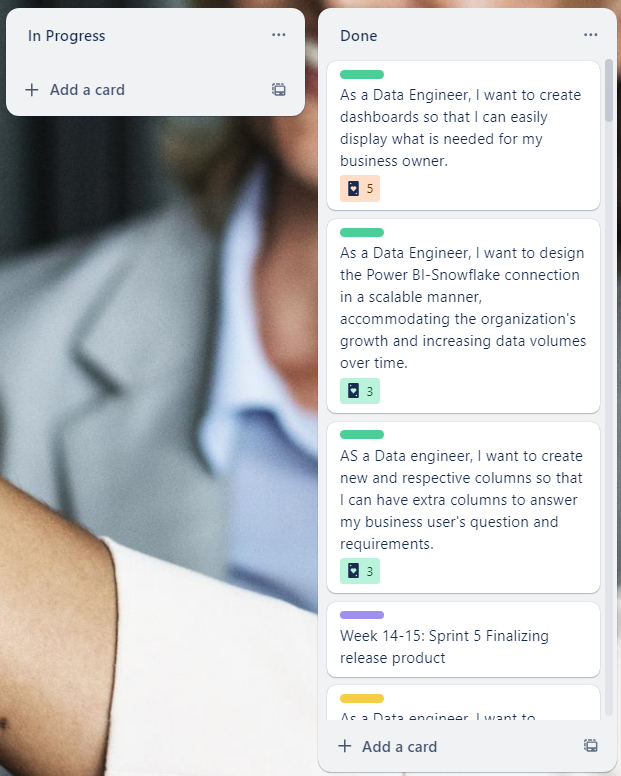 In Progress
Add a card
Done
As a Data Engineer, I want to create
dashboards so that I can easily
display what is needed for my
business owner.
5
As a Data Engineer, I want to design
the Power BI-Snowflake connection
in a scalable manner,
accommodating the organization's
growth and increasing data volumes
over time.
3
AS a Data engineer, I want to create
new and respective columns so that
I can have extra columns to answer
my business user's question and
requirements.
3
Week 14-15: Sprint 5 Finalizing
release product
As a Data engineer, I want to
Add a card